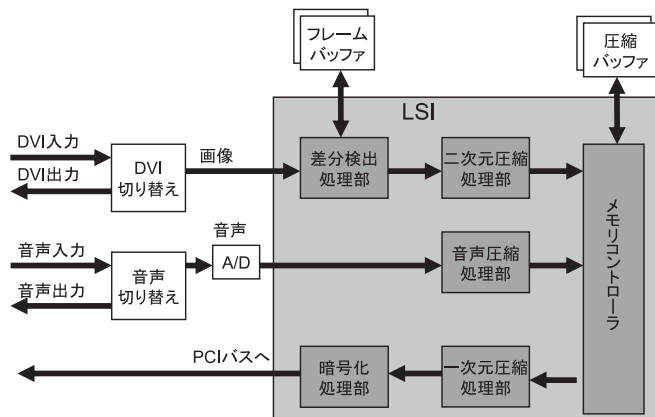 フレーム
バッファ
圧縮
バッファ
LSI
DVI入力
DVI出力
DVI
切り替え
画像
差分検出
処理部
二次元圧縮
処理部
メモリコントローラ
音声入力
音声出力
音声
切り替え
音声
A/D
音声圧縮
処理部
PCIバスへ
暗号化
処理部
一次元圧縮
処理部